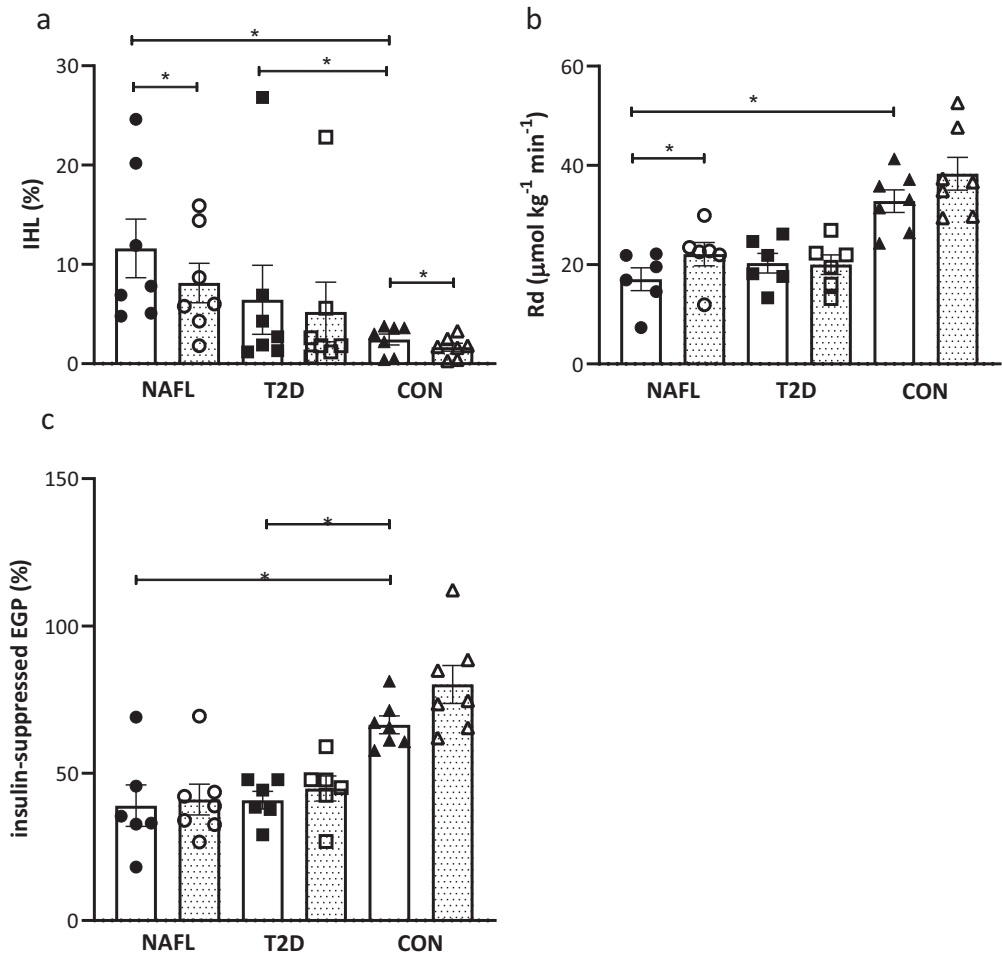 a
*
*
*
*
30
20
10
0
IHL (%)
NAFL
T2D
CON
b
*
*
60
40
20
0
Rd (μmol kg⁻¹ min⁻¹)
NAFL
T2D
CON
c
*
*
150
100
50
0
insulin-suppressed EGP (%)
NAFL
T2D
CON